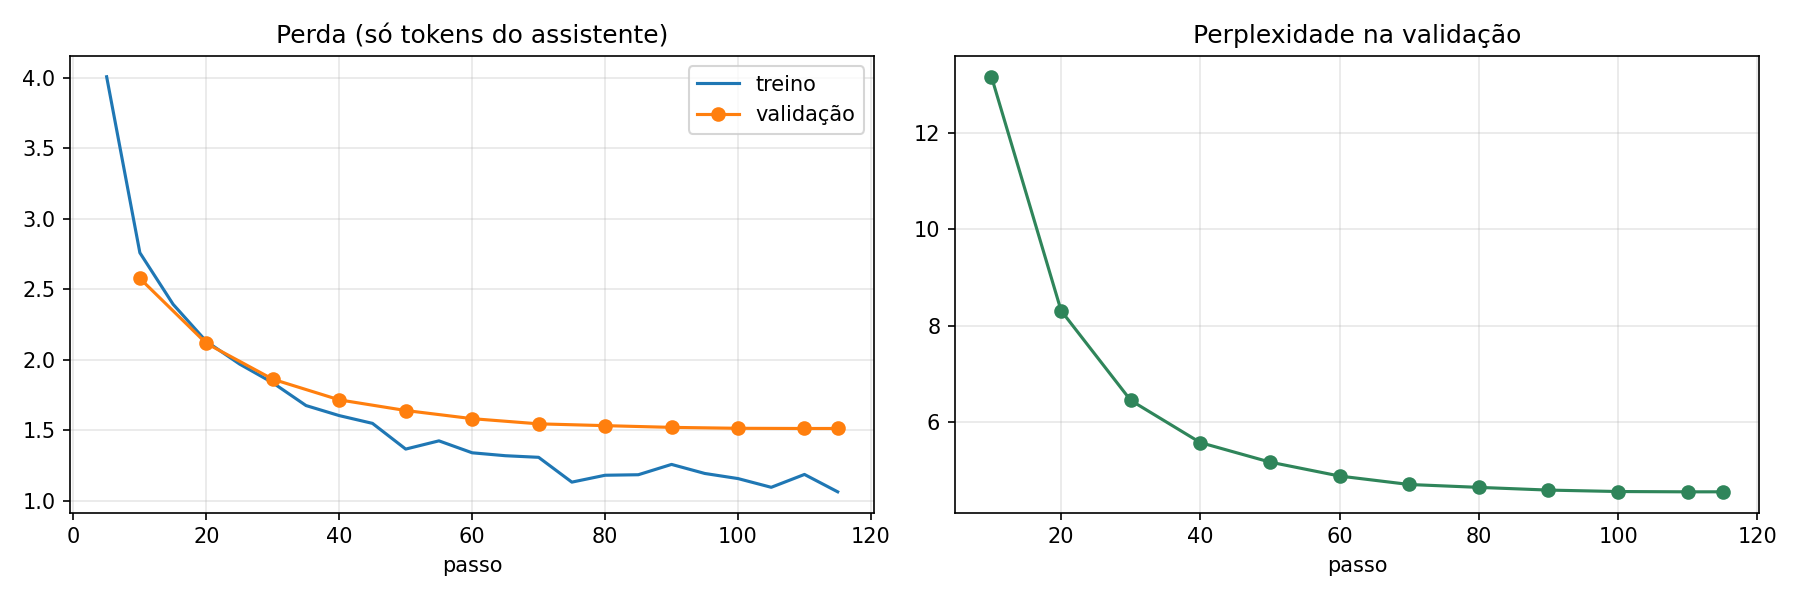 Perda (só tokens do assistente)
4.0
3.5
3.0
2.5
2.0
1.5
1.0
treino
validação
0 20 40 60 80 100 120
passo
Perplexidade na validação
12
10
8
6
20 40 60 80 100 120
passo